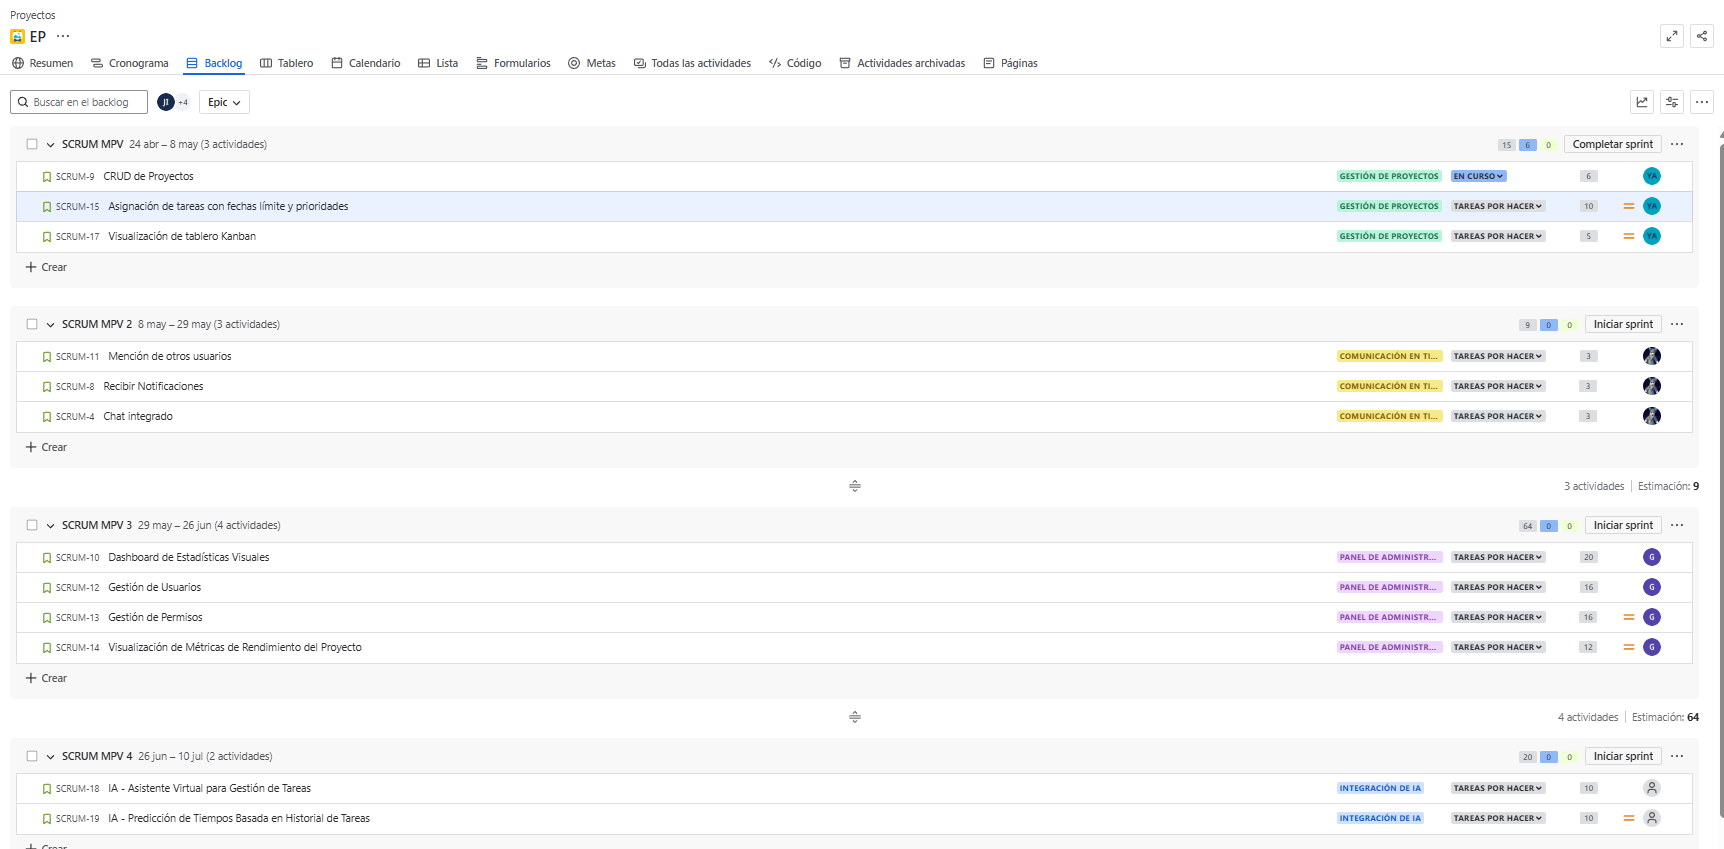 Proyectos
EP ···
Resumen Cronograma Backlog Tablero Calendario Lista Formularios Metas Todas las actividades Código Actividades archivadas Páginas
Buscar en el backlog JI +4 Epic
SCRUM MPV 24 abr – 8 may (3 actividades) 15 6 0 Completar sprint ···
SCRUM-9 CRUD de Proyectos GESTIÓN DE PROYECTOS EN CURSO 6 YA
SCRUM-15 Asignación de tareas con fechas límite y prioridades GESTIÓN DE PROYECTOS TAREAS POR HACER 10 YA
SCRUM-17 Visualización de tablero Kanban GESTIÓN DE PROYECTOS TAREAS POR HACER 5 YA
+ Crear
SCRUM MPV 2 8 may – 29 may (3 actividades) 9 0 0 Iniciar sprint ···
SCRUM-11 Mención de otros usuarios COMUNICACIÓN EN TI... TAREAS POR HACER 3
SCRUM-8 Recibir Notificaciones COMUNICACIÓN EN TI... TAREAS POR HACER 3
SCRUM-4 Chat integrado COMUNICACIÓN EN TI... TAREAS POR HACER 3
+ Crear
3 actividades | Estimación: 9
SCRUM MPV 3 29 may – 26 jun (4 actividades) 64 0 0 Iniciar sprint ···
SCRUM-10 Dashboard de Estadísticas Visuales PANEL DE ADMINISTR... TAREAS POR HACER 20 G
SCRUM-12 Gestión de Usuarios PANEL DE ADMINISTR... TAREAS POR HACER 16 G
SCRUM-13 Gestión de Permisos PANEL DE ADMINISTR... TAREAS POR HACER 16 G
SCRUM-14 Visualización de Métricas de Rendimiento del Proyecto PANEL DE ADMINISTR... TAREAS POR HACER 12 G
+ Crear
4 actividades | Estimación: 64
SCRUM MPV 4 26 jun – 10 jul (2 actividades) 20 0 0 Iniciar sprint ···
SCRUM-18 IA - Asistente Virtual para Gestión de Tareas INTEGRACIÓN DE IA TAREAS POR HACER 10
SCRUM-19 IA - Predicción de Tiempos Basada en Historial de Tareas INTEGRACIÓN DE IA TAREAS POR HACER 10
+ Crear